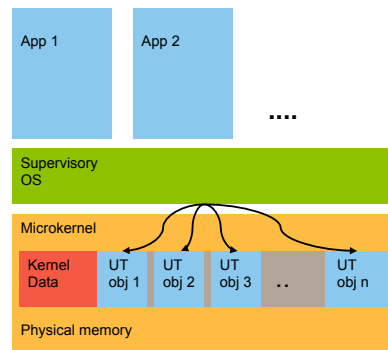 App 1
App 2
....
Supervisory
OS
Microkernel
Kernel
Data
UT
obj 1
UT
obj 2
UT
obj 3
..
UT
obj n
Physical memory